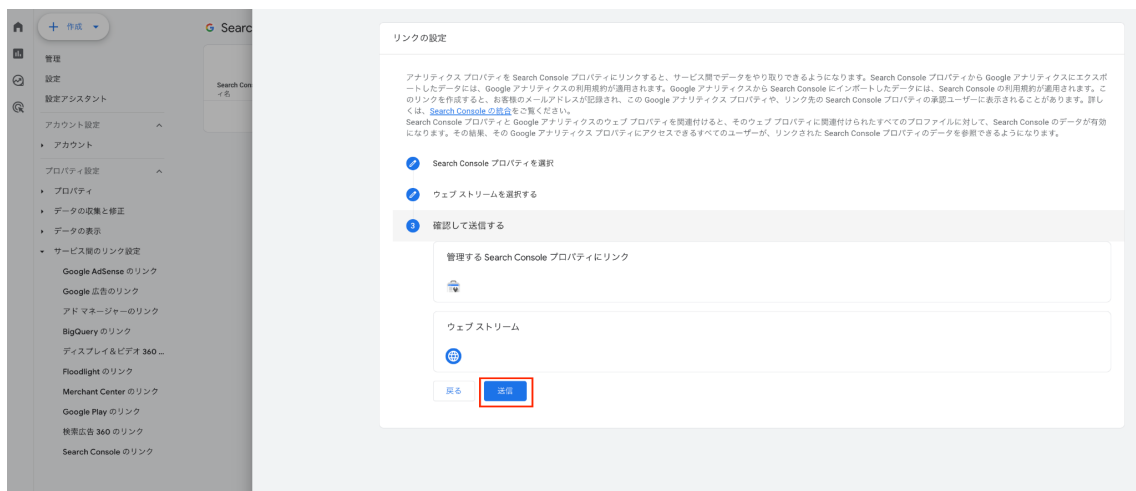 + 作成
管理
設定
設定アシスタント
アカウント設定
アカウント
プロパティ設定
プロパティ
データの収集と修正
データの表示
サービス間のリンク設定
Google AdSense のリンク
Google 広告のリンク
アド マネージャーのリンク
BigQuery のリンク
ディスプレイ＆ビデオ 360 ...
Floodlight のリンク
Merchant Center のリンク
Google Play のリンク
検索広告 360 のリンク
Search Console のリンク
G Searc
Search Con
ィ名
リンクの設定
アナリティクス プロパティを Search Console プロパティにリンクすると、サービス間でデータをやり取りできるようになります。Search Console プロパティから Google アナリティクスにエクスポ
ートしたデータには、Google アナリティクスの利用規約が適用されます。Google アナリティクスから Search Console にインポートしたデータには、Search Console の利用規約が適用されます。こ
のリンクを作成すると、お客様のメールアドレスが記録され、この Google アナリティクス プロパティや、リンク先の Search Console プロパティの承認ユーザーに表示されることがあります。詳し
くは、Search Console の統合をご覧ください。
Search Console プロパティと Google アナリティクスのウェブ プロパティを関連付けると、そのウェブ プロパティに関連付けられたすべてのプロファイルに対して、Search Console のデータが有効
になります。その結果、その Google アナリティクス プロパティにアクセスできるすべてのユーザーが、リンクされた Search Console プロパティのデータを参照できるようになります。
Search Console プロパティを選択
ウェブ ストリームを選択する
3 確認して送信する
管理する Search Console プロパティにリンク
ウェブ ストリーム
戻る 送信